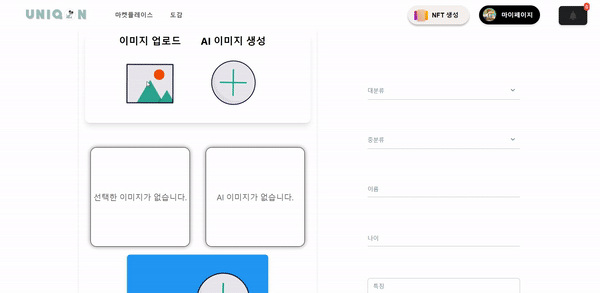 UNIQON
마켓플레이스
도감
NFT 생성
마이페이지
이미지 업로드
AI 이미지 생성
대분류
중분류
선택한 이미지가 없습니다.
AI 이미지가 없습니다.
이름
나이
특징